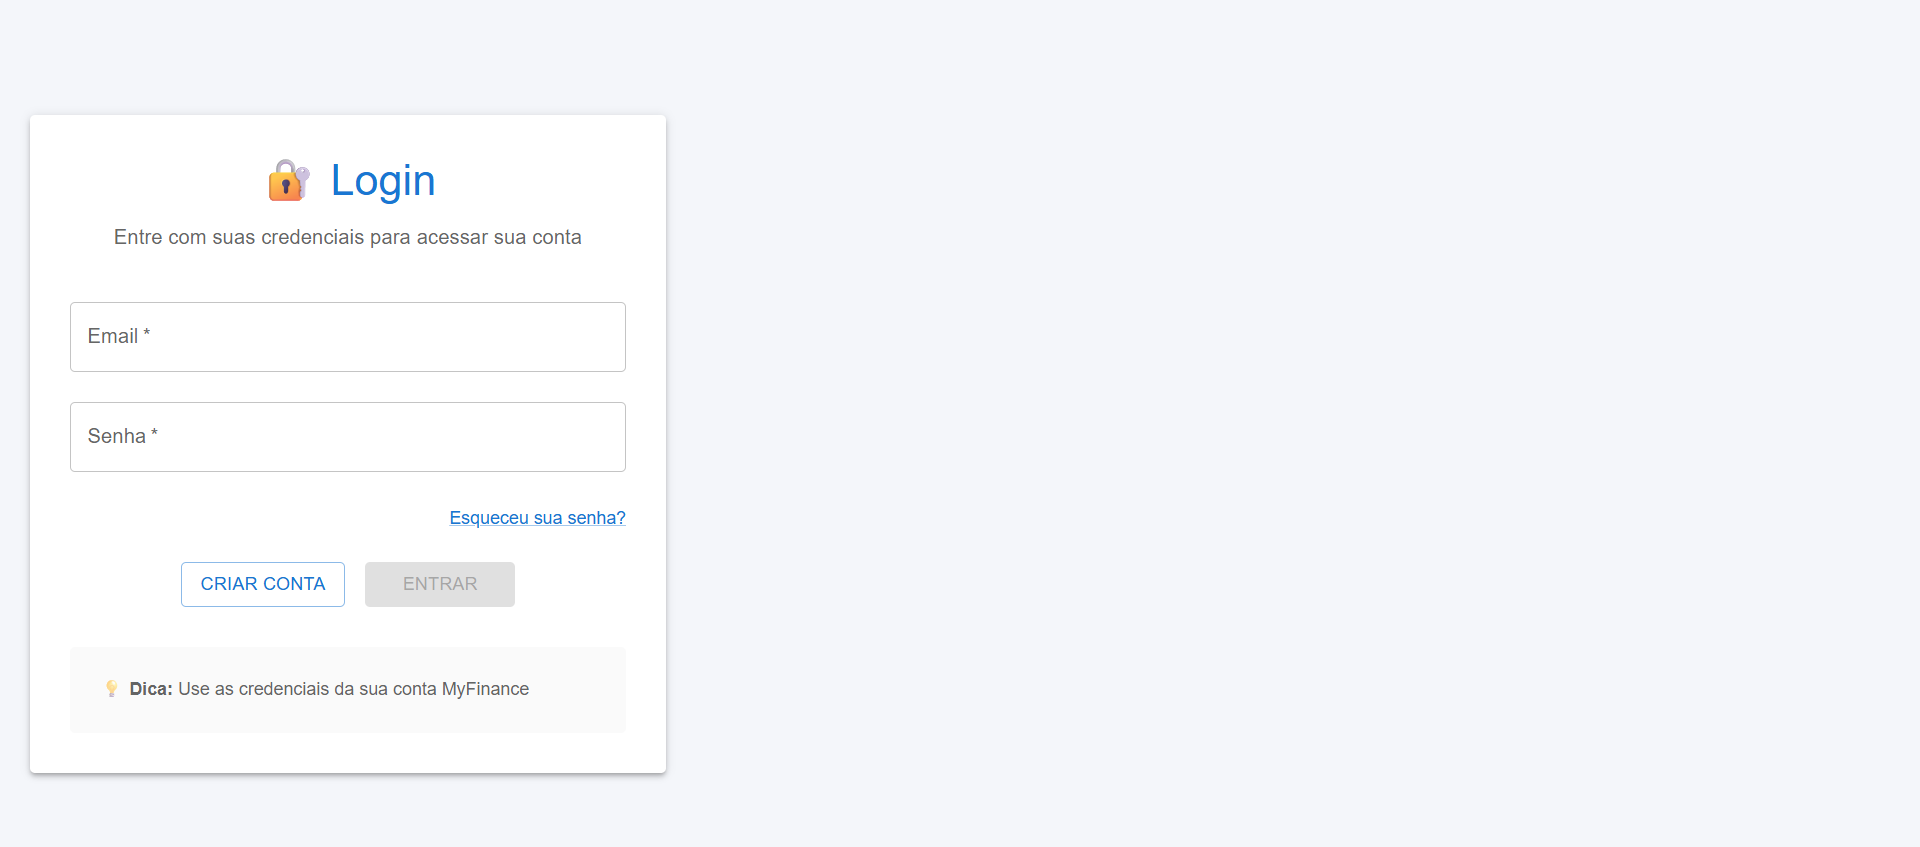 Login
Entre com suas credenciais para acessar sua conta
Email *
Senha *
Esqueceu sua senha?
CRIAR CONTA
ENTRAR
Dica: Use as credenciais da sua conta MyFinance